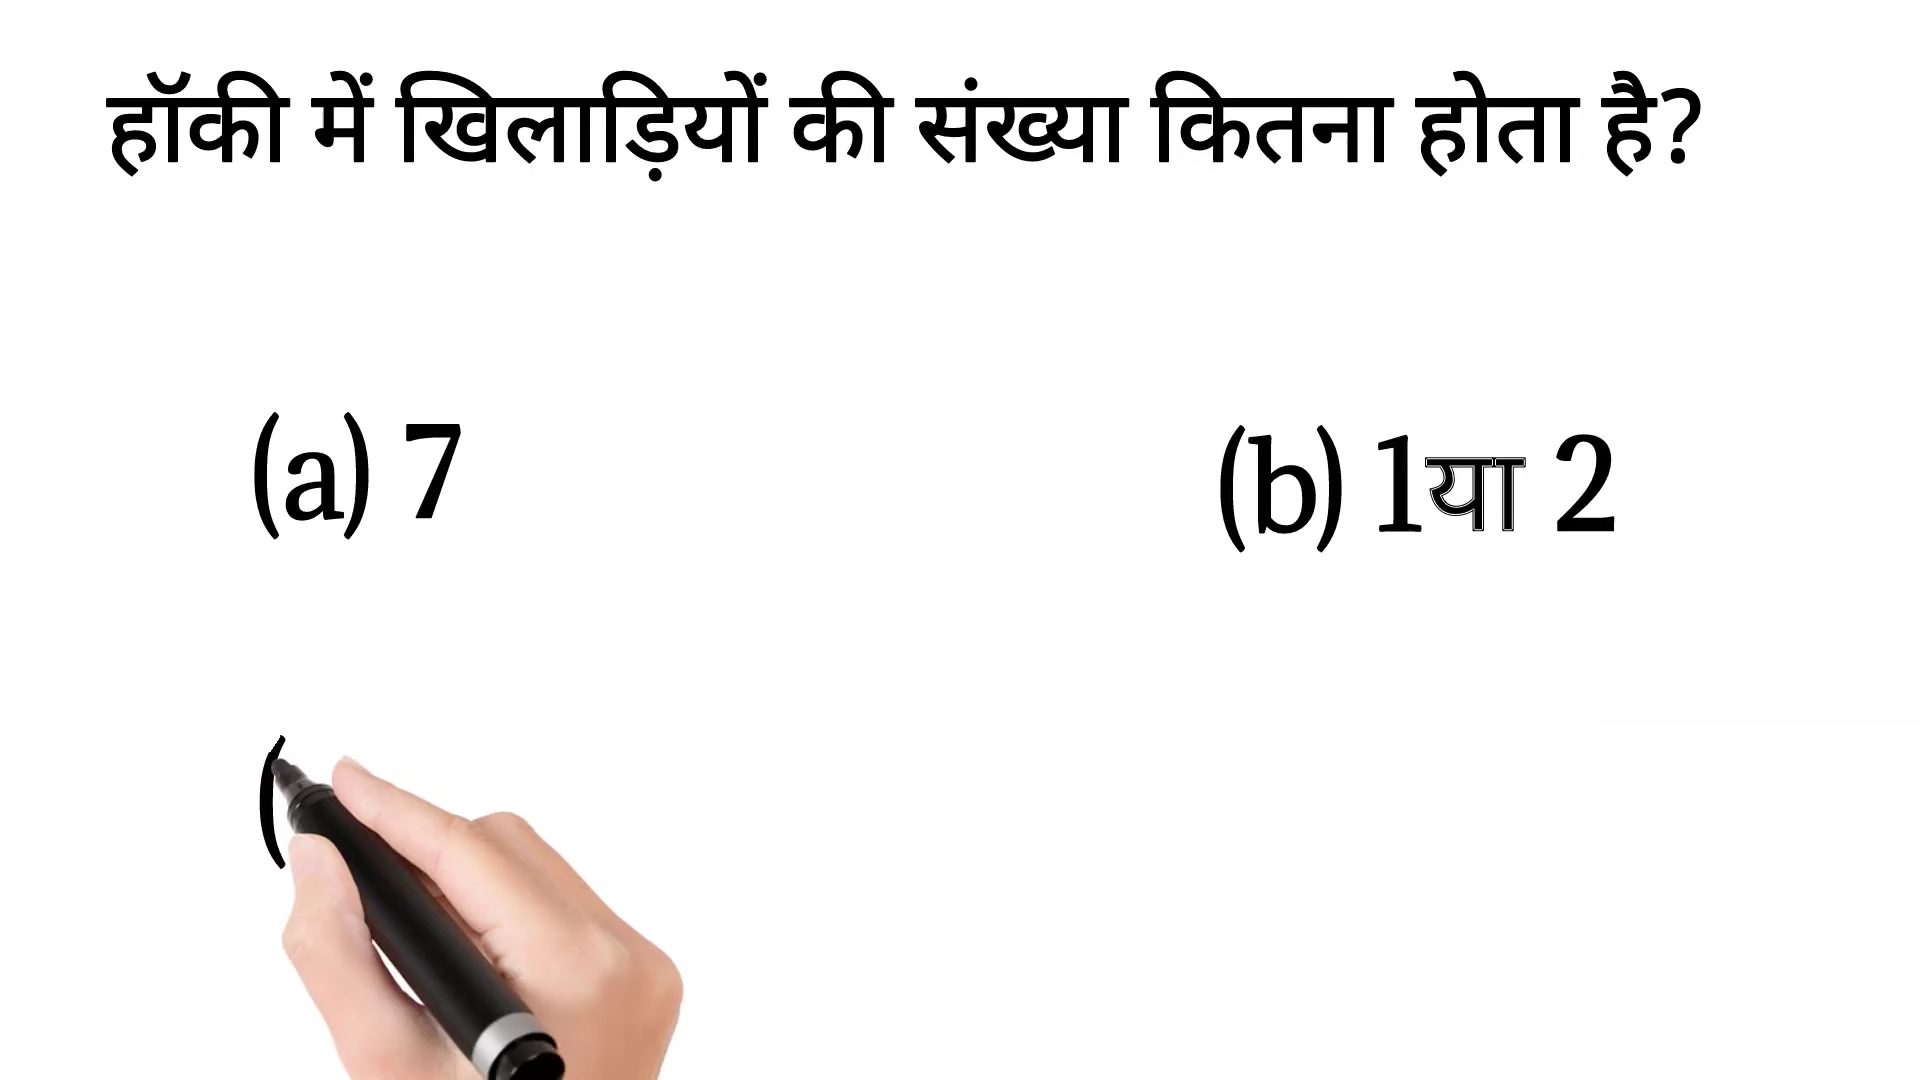 हॉकी में खिलाड़ियों की संख्या कितना होता है?
(a) 7
(b) 1या 2
(